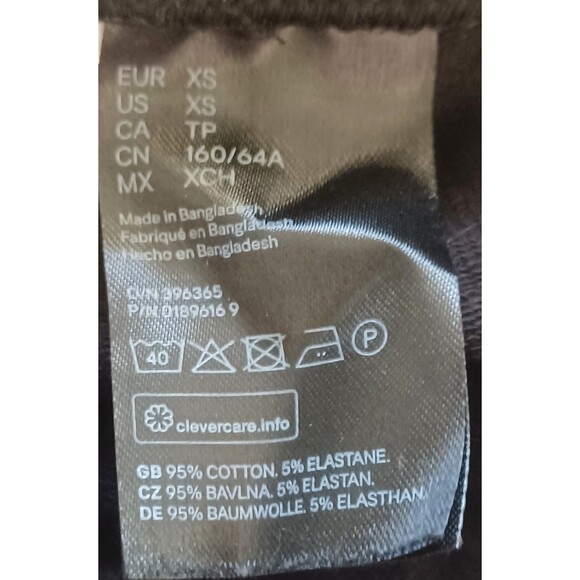 EUR XS
US XS
CA TP
CN 160/64A
MX XCH
Made in Bangladesh
Fabriqué en Bangladesh
Hecho en Bangladesh
CVN 396365
P/N 0189616 9
40 P
clevercare.info
GB 95% COTTON. 5% ELASTANE.
CZ 95% BAVLNA. 5% ELASTAN.
DE 95% BAUMWOLLE. 5% ELASTHAN.